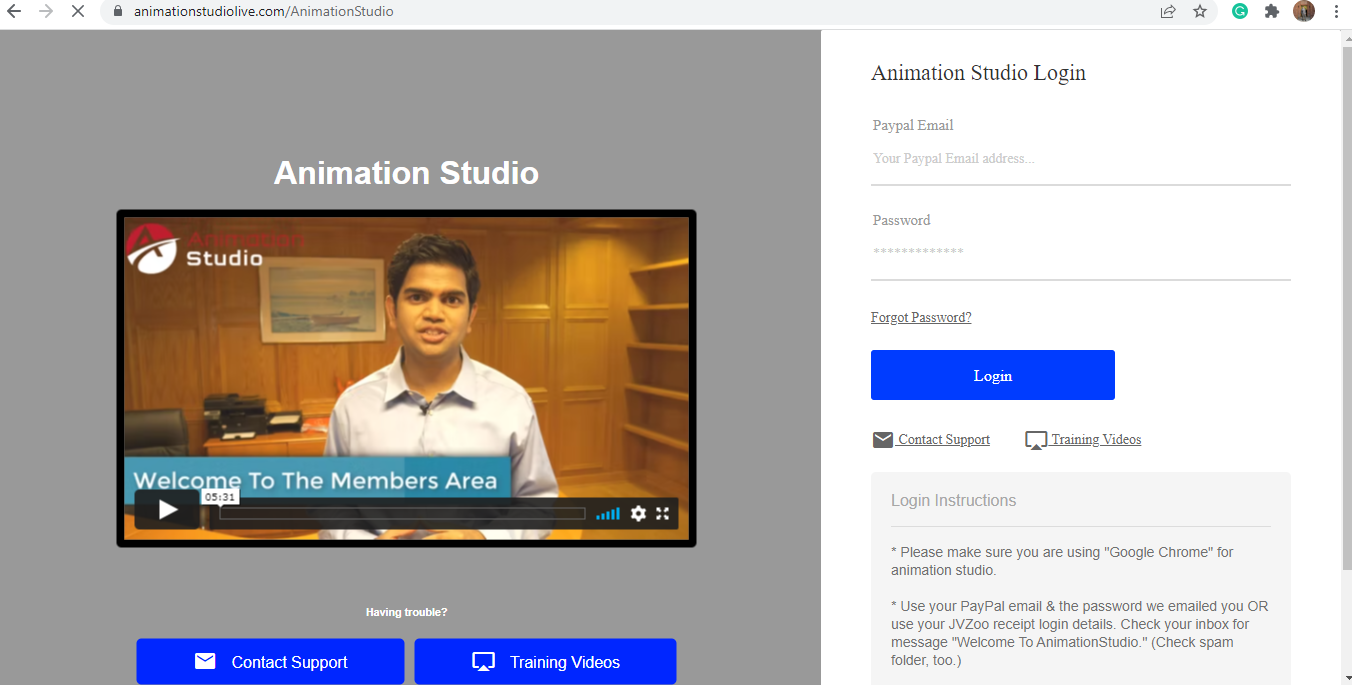 animationstudiolive.com/AnimationStudio
Animation Studio
Animation
Studio
Welcome To The Members Area
05:31
Having trouble?
Contact Support
Training Videos
Animation Studio Login
Paypal Email
Your Paypal Email address...
Password
*************
Forgot Password?
Login
Contact Support
Training Videos
Login Instructions
* Please make sure you are using "Google Chrome" for
animation studio.
* Use your PayPal email & the password we emailed you OR
use your JVZoo receipt login details. Check your inbox for
message "Welcome To AnimationStudio." (Check spam
folder, too.)